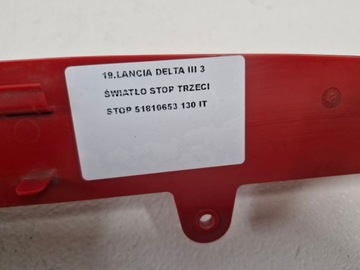 19.LANCIA DELTA III 3
ŚWIATŁO STOP TRZECI
STOP 51810653 130 IT